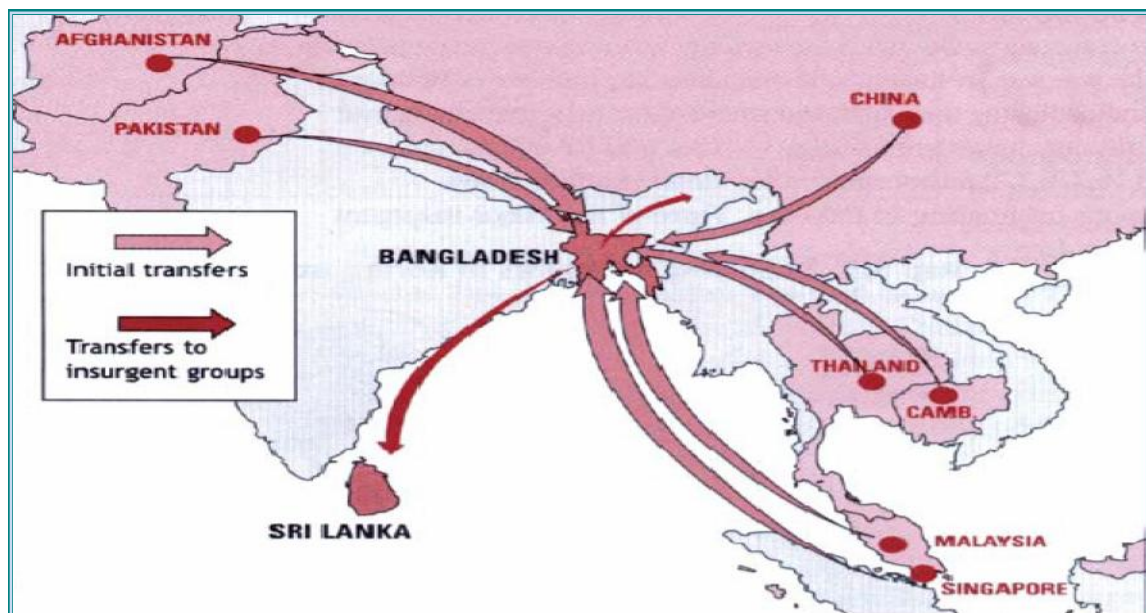 AFGHANISTAN
CHINA
PAKISTAN
BANGLADESH
Initial transfers
Transfers to
insurgent groups
THAILAND
CAMB.
SRI LANKA
MALAYSIA
SINGAPORE